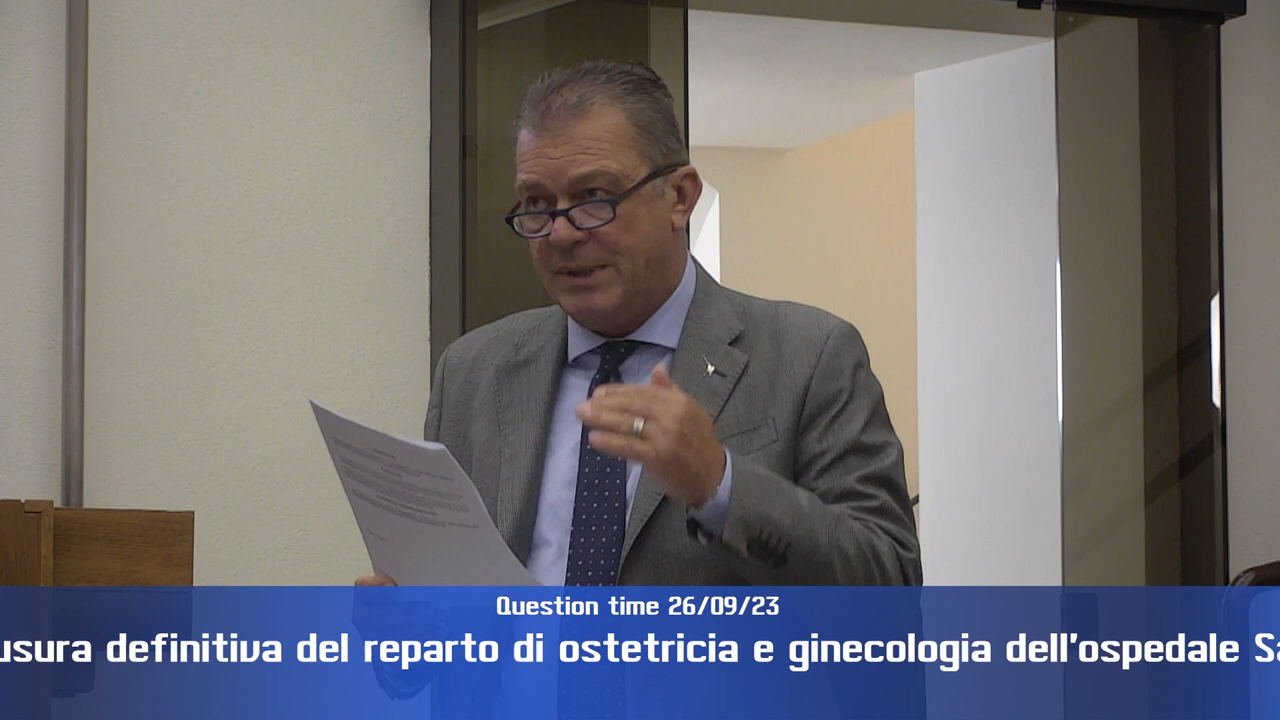 Question time 26/09/23
usura definitiva del reparto di ostetricia e ginecologia dell'ospedale Sa